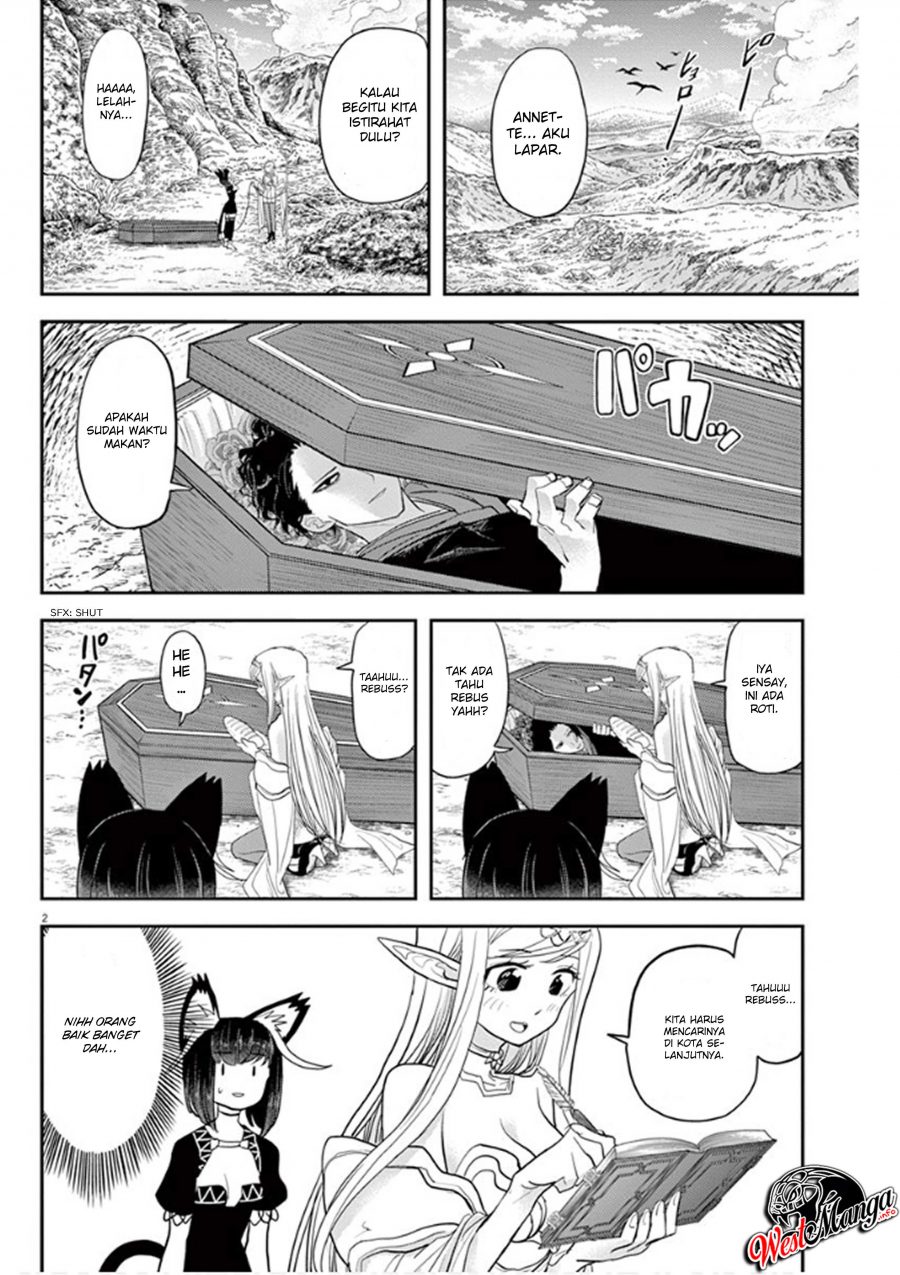 ANNET-
TE... AKU
LAPAR.
ピ
ヒョー
KALAU
BEGITU KITA
ISTIRAHAT
DULU?
HAAAA,
LELAH-
NYA...
パカッ
APAKAH
SUDAH WAKTU
MAKAN?
SFX: SHUT
IYA
SENSAY,
INI ADA
ROTI.
TAK ADA
TAHU
REBUS
YAHH?
TAAHUU...
REBUSS?
HE
HE
...
パタン…
2
TAHUUU
REBUSS...
KITA HARUS
MENCARINYA
DI KOTA SE-
LANJUTNYA.
NIHH ORANG
BAIK BANGET
DAH...
WestManga
.info